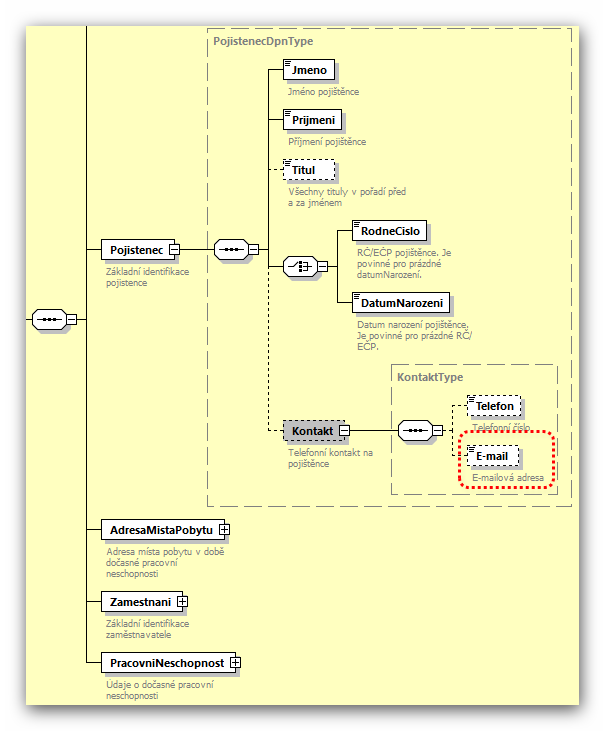 PojistenecDpnType
Jmeno
Jméno pojištěnce
Prijmeni
Příjmení pojištěnce
Titul
Všechny tituly v pořadí před
a za jménem
Pojistenec
Základní identifikace
pojistence
RodneCislo
RČ/EČP pojištěnce. Je
povinné pro prázdné
datumNarození.
DatumNarozeni
Datum narození pojištěnce.
Je povinné pro prázdné RČ/
EČP.
KontaktType
Telefon
Telefonní číslo
Kontakt
Telefonní kontakt na
pojištěnce
E-mail
E-mailová adresa
AdresaMistaPobytu
Adresa místa pobytu v době
dočasné pracovní
neschopnosti
Zamestnani
Základní identifikace
zaměstnavatele
PracovniNeschopnost
Údaje o dočasné pracovní
neschopnosti